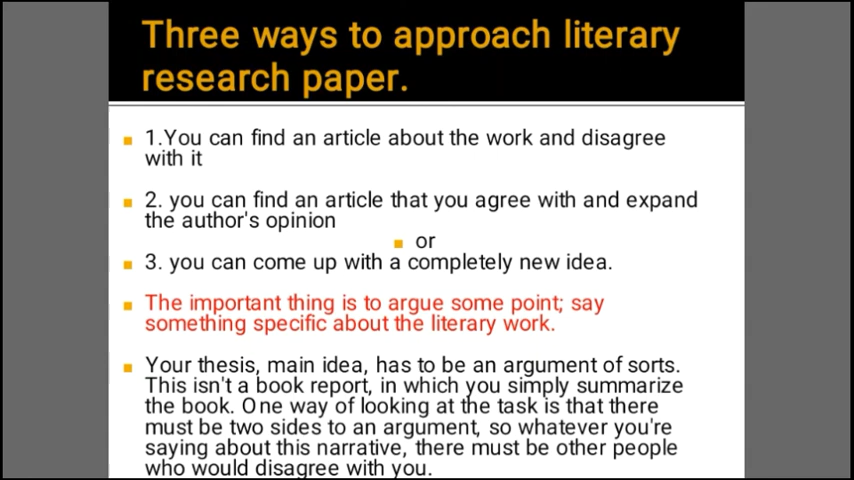 Three ways to approach literary
research paper.
1.You can find an article about the work and disagree
with it
2. you can find an article that you agree with and expand
the author's opinion
or
3. you can come up with a completely new idea.
The important thing is to argue some point; say
something specific about the literary work.
Your thesis, main idea, has to be an argument of sorts.
This isn't a book report, in which you simply summarize
the book. One way of looking at the task is that there
must be two sides to an argument, so whatever you're
saying about this narrative, there must be other people
who would disagree with you.